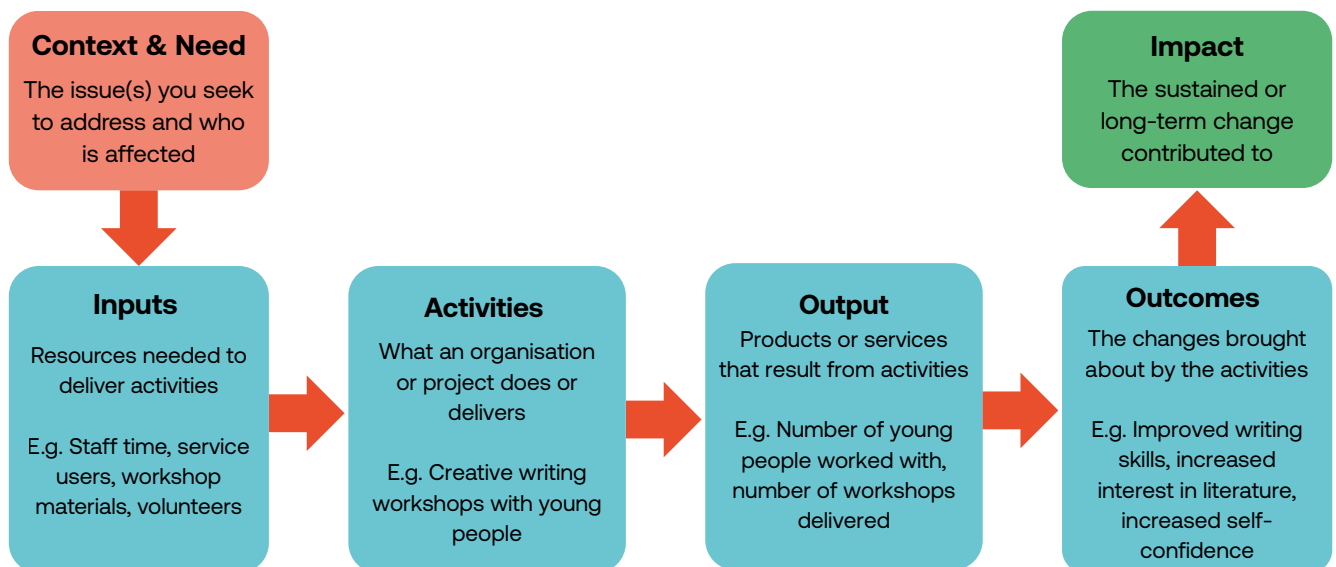 Context & Need
The issue(s) you seek
to address and who
is affected
Inputs
Resources needed to
deliver activities
E.g. Staff time, service
users, workshop
materials, volunteers
Activities
What an organisation
or project does or
delivers
E.g. Creative writing
workshops with young
people
Output
Products or services
that result from activities
E.g. Number of young
people worked with,
number of workshops
delivered
Outcomes
The changes brought
about by the activities
E.g. Improved writing
skills, increased
interest in literature,
increased self-
confidence
Impact
The sustained or
long-term change
contributed to